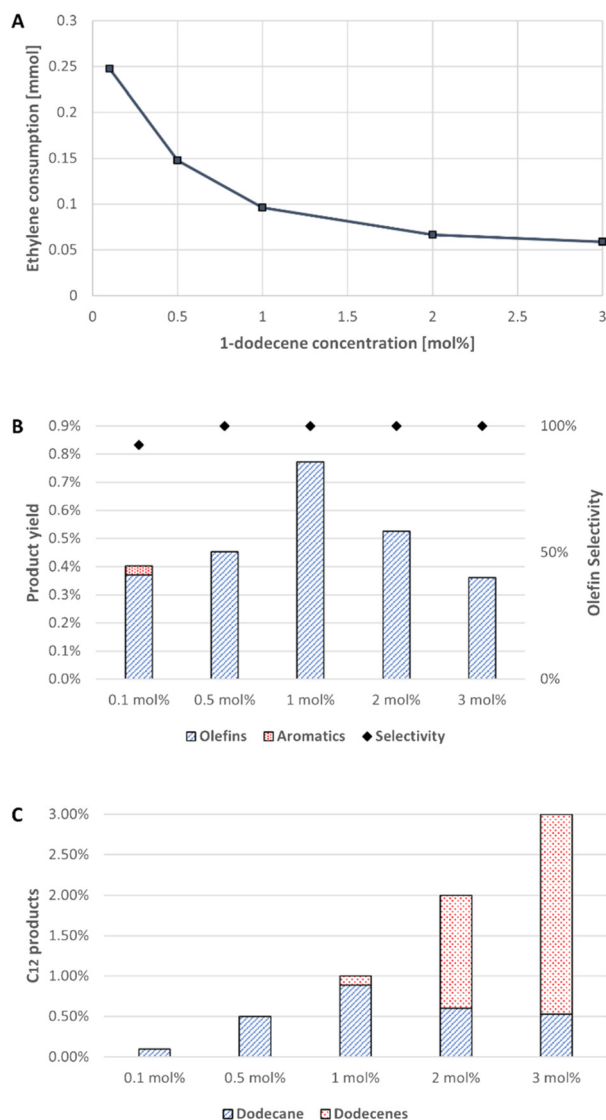 A
0.3
0.25
0.2
0.15
0.1
0.05
0
Ethylene consumption [mmol]
0 0.5 1 1.5 2 2.5 3
1-dodecene concentration [mol%]
B
0.9% 100%
0.8%
0.7%
0.6%
0.5% 50%
0.4%
0.3%
0.2%
0.1%
0.0% 0%
Product yield
Olefin Selectivity
0.1 mol% 0.5 mol% 1 mol% 2 mol% 3 mol%
Olefins Aromatics Selectivity
C
3.00%
2.50%
2.00%
1.50%
1.00%
0.50%
0.00%
C12 products
0.1 mol% 0.5 mol% 1 mol% 2 mol% 3 mol%
Dodecane Dodecenes